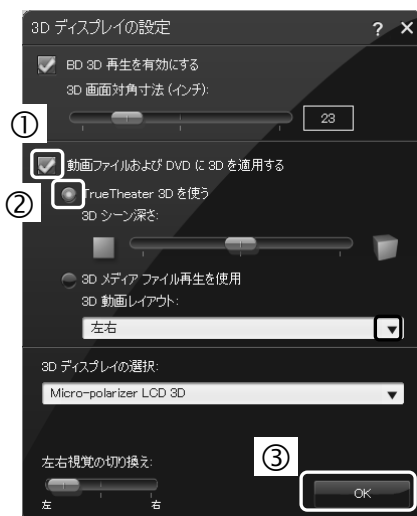 3D ディスプレイの設定 ? ×
BD 3D 再生を有効にする
3D 画面対角寸法 (インチ):
①
23
動画ファイルおよび DVD に 3D を適用する
②
TrueTheater 3D を使う
3D シーン深さ:
3D メディア ファイル再生を使用
3D 動画レイアウト:
左右
3D ディスプレイの選択:
Micro-polarizer LCD 3D
左右視覚の切り換え:
③
左 右
OK